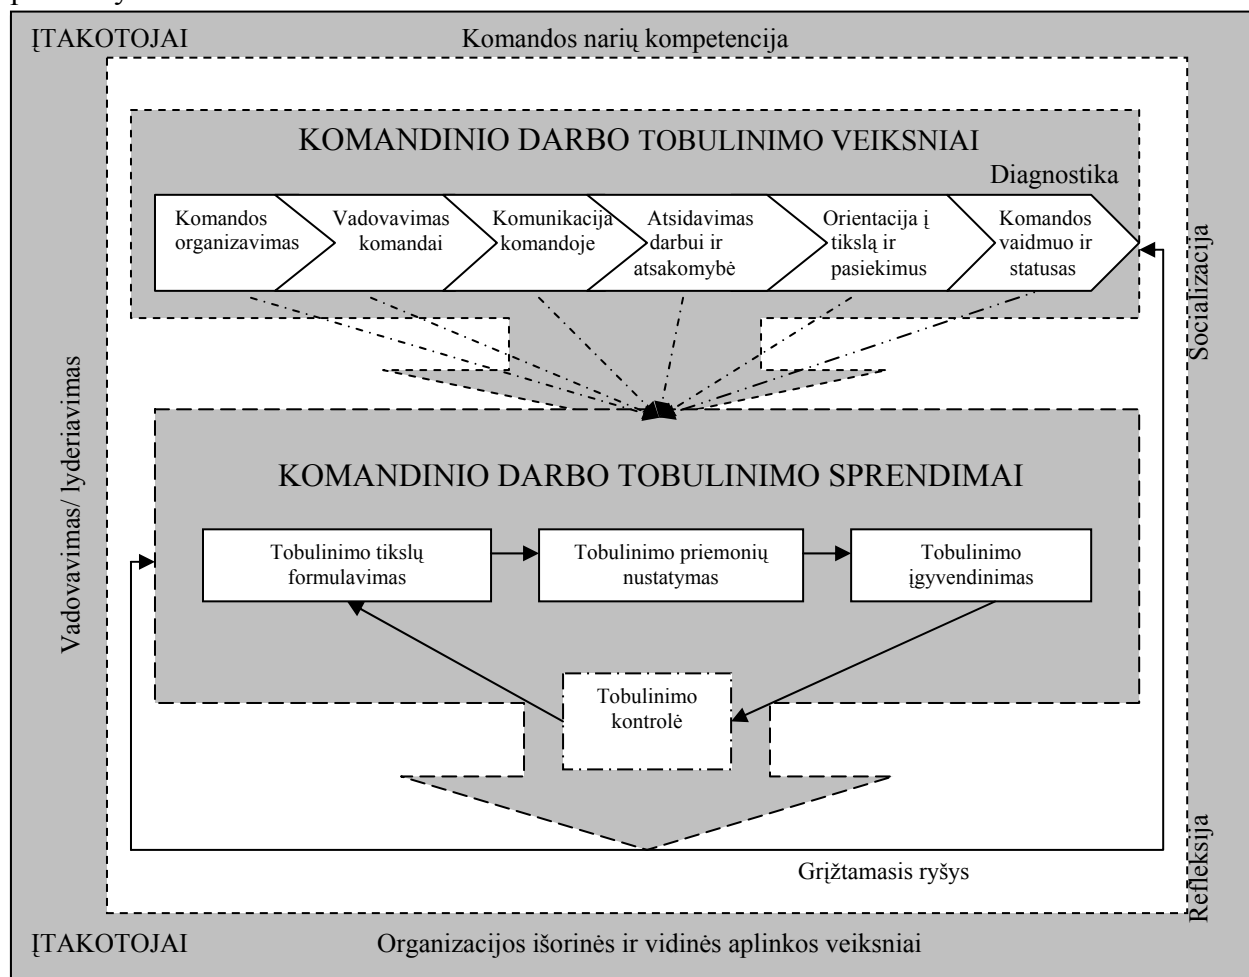 ĮTAKOTOJAI
Komandos narių kompetencija
KOMANDINIO DARBO TOBULINIMO VEIKSNIAI
Diagnostika
Komandos
organizavimas
Vadovavimas
komandai
Komunikacija
komandoje
Atsidavimas
darbui ir
atsakomybė
Orientacija į
tikslą ir
pasiekimus
Komandos
vaidmuo ir
statusas
Socializacija
Vadovavimas/ lyderiavimas
KOMANDINIO DARBO TOBULINIMO SPRENDIMAI
Tobulinimo tikslų
formulavimas
Tobulinimo priemonių
nustatymas
Tobulinimo
įgyvendinimas
Tobulinimo
kontrolė
Grįžtamasis ryšys
Refleksija
ĮTAKOTOJAI
Organizacijos išorinės ir vidinės aplinkos veiksniai